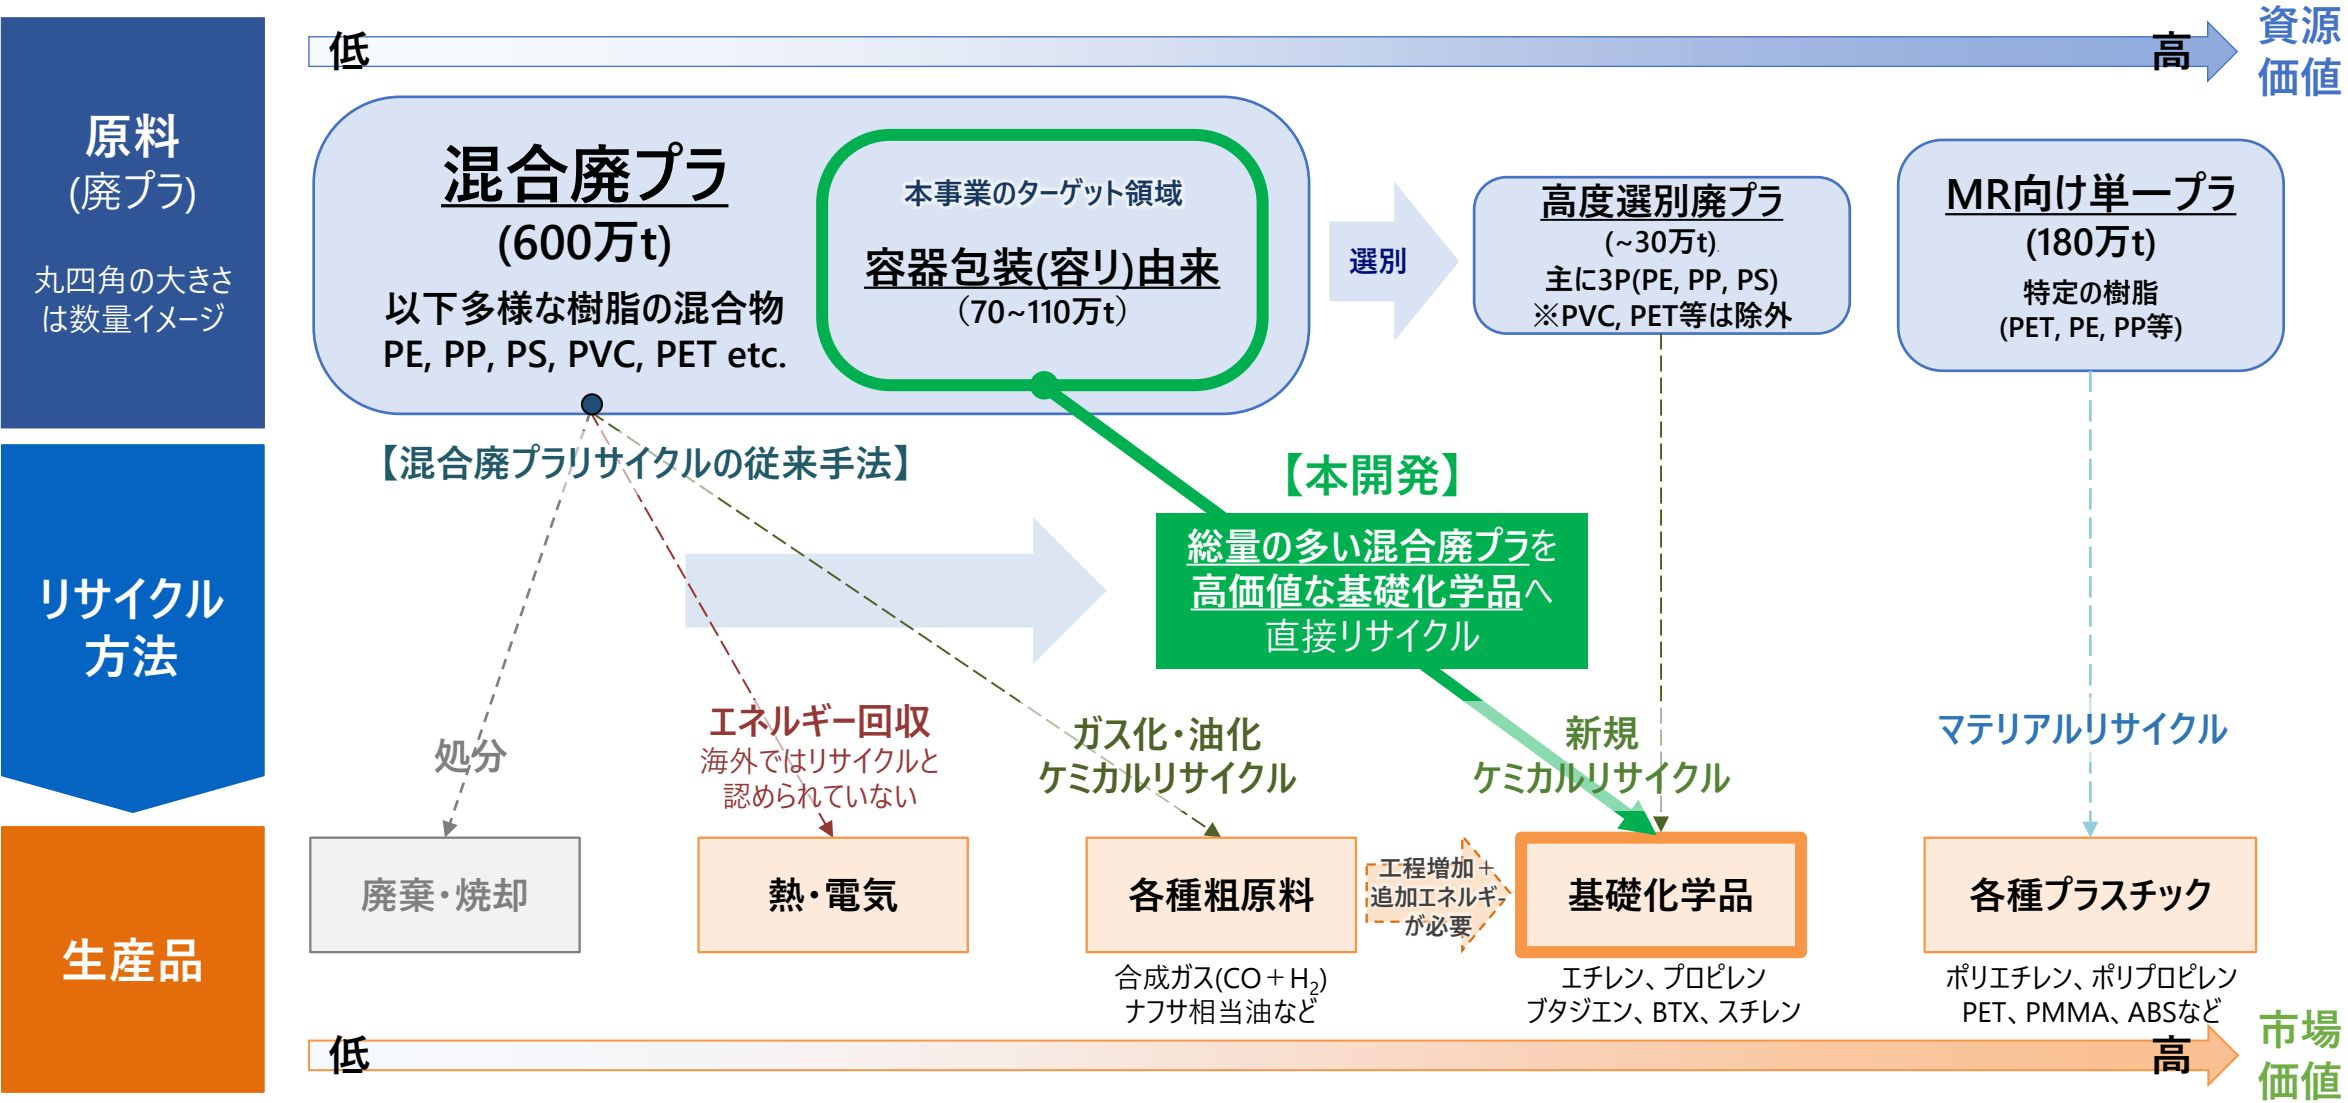 原料
(廃プラ)
丸四角の大きさ
は数量イメージ
低
高
資源
価値
混合廃プラ
(600万t)
以下多様な樹脂の混合物
PE, PP, PS, PVC, PET etc.
本事業のターゲット領域
容器包装(容リ)由来
（70~110万t）
選別
高度選別廃プラ
(~30万t)
主に3P(PE, PP, PS)
※PVC, PET等は除外
MR向け単一プラ
(180万t)
特定の樹脂
(PET, PE, PP等)
リサイクル
方法
【混合廃プラリサイクルの従来手法】
【本開発】
総量の多い混合廃プラを
高価値な基礎化学品へ
直接リサイクル
処分
エネルギー回収
海外ではリサイクルと
認められていない
ガス化・油化
ケミカルリサイクル
新規
ケミカルリサイクル
マテリアルリサイクル
生産品
廃棄・焼却
熱・電気
各種粗原料
合成ガス(CO＋H₂)
ナフサ相当油など
工程増加＋
追加エネルギー
が必要
基礎化学品
エチレン、プロピレン
ブタジエン、BTX、スチレン
各種プラスチック
ポリエチレン、ポリプロピレン
PET、PMMA、ABSなど
低
高
市場
価値